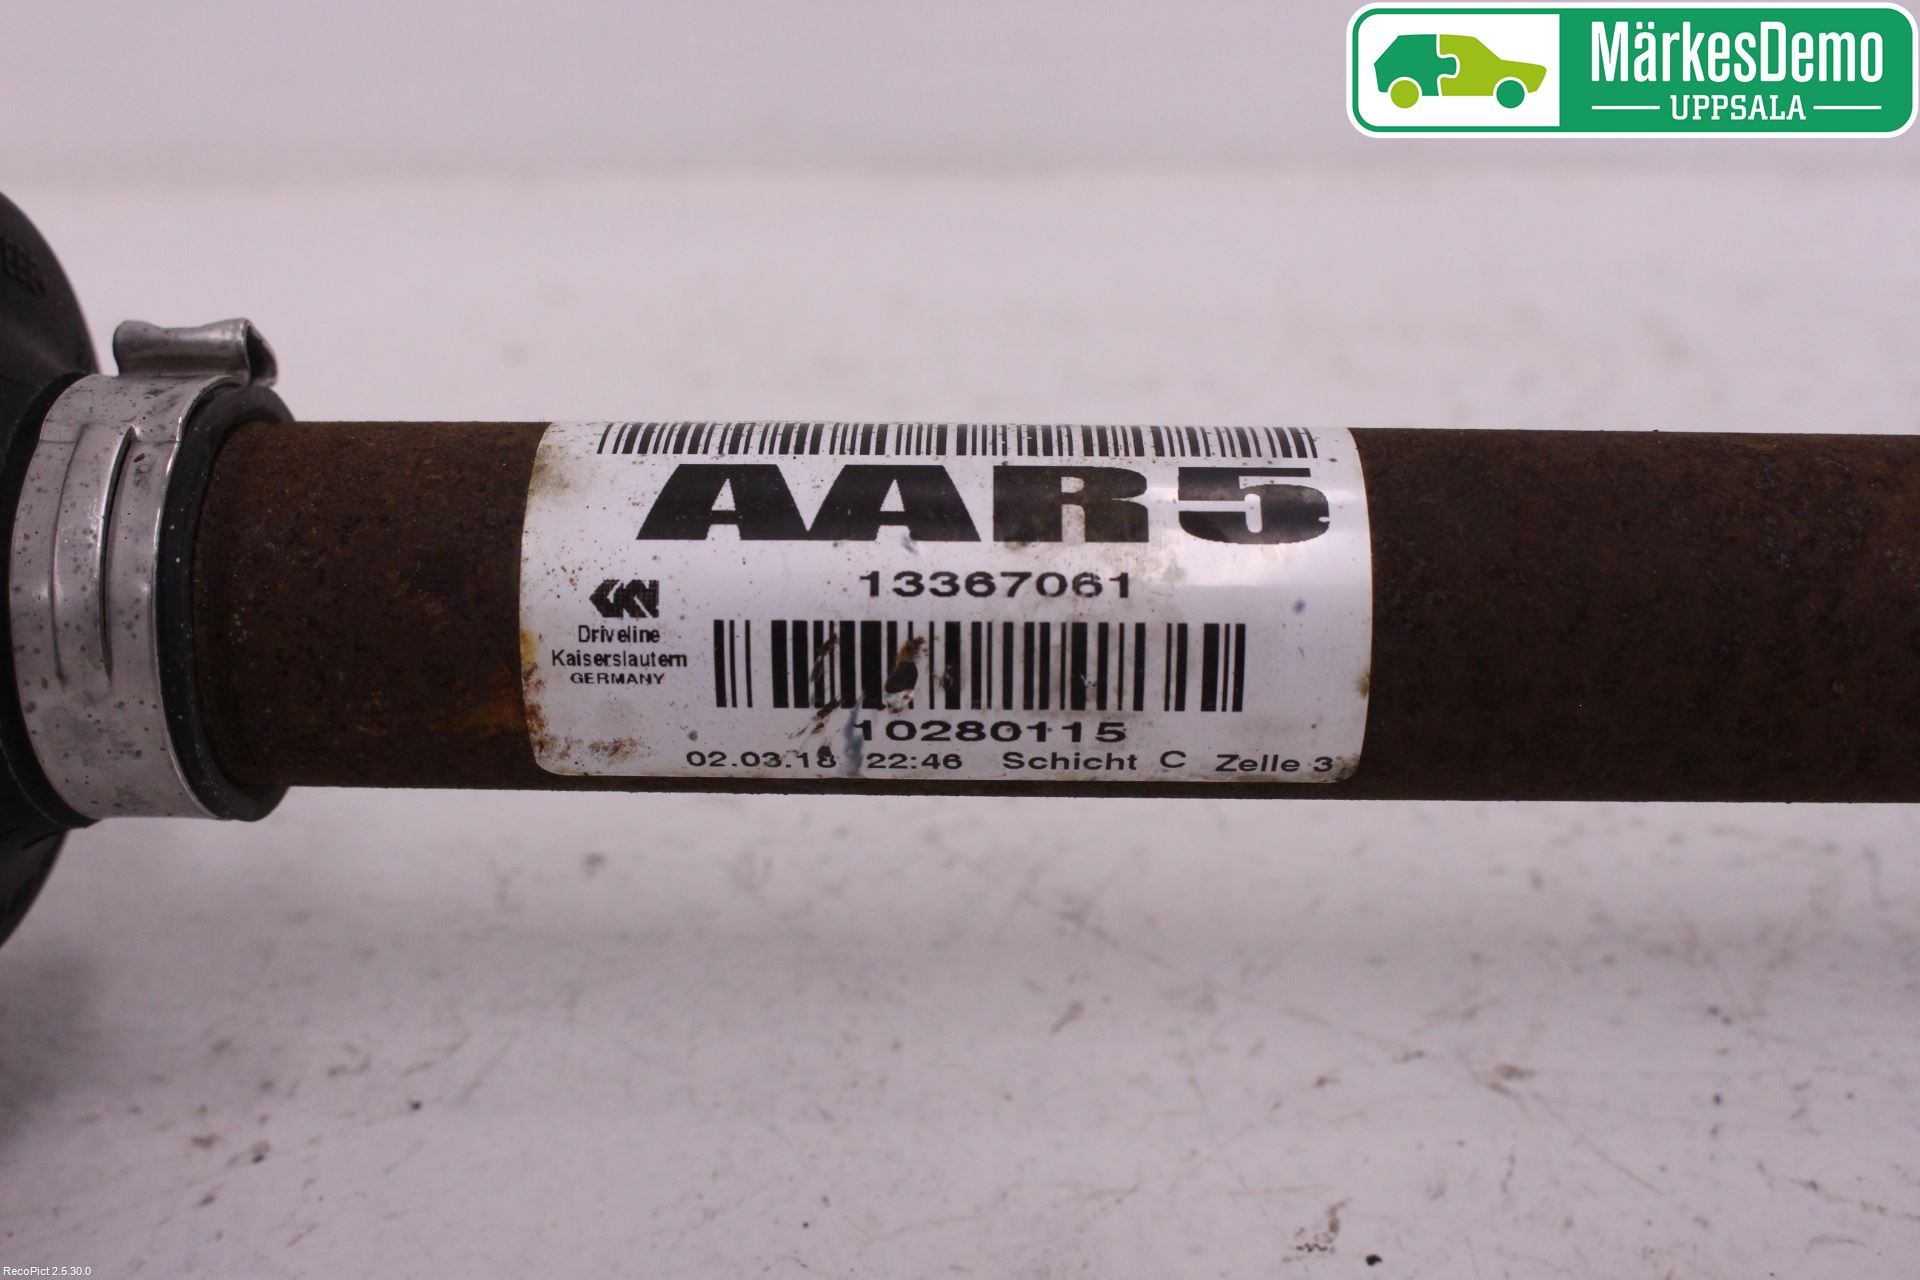 MärkesDemo
UPPSALA
AAR5
13367061
GKN
Driveline
Kaiserslautern
GERMANY
10280115
02.03.18 22:46 Schicht C Zelle 3
RecoPict 2.5.30.0